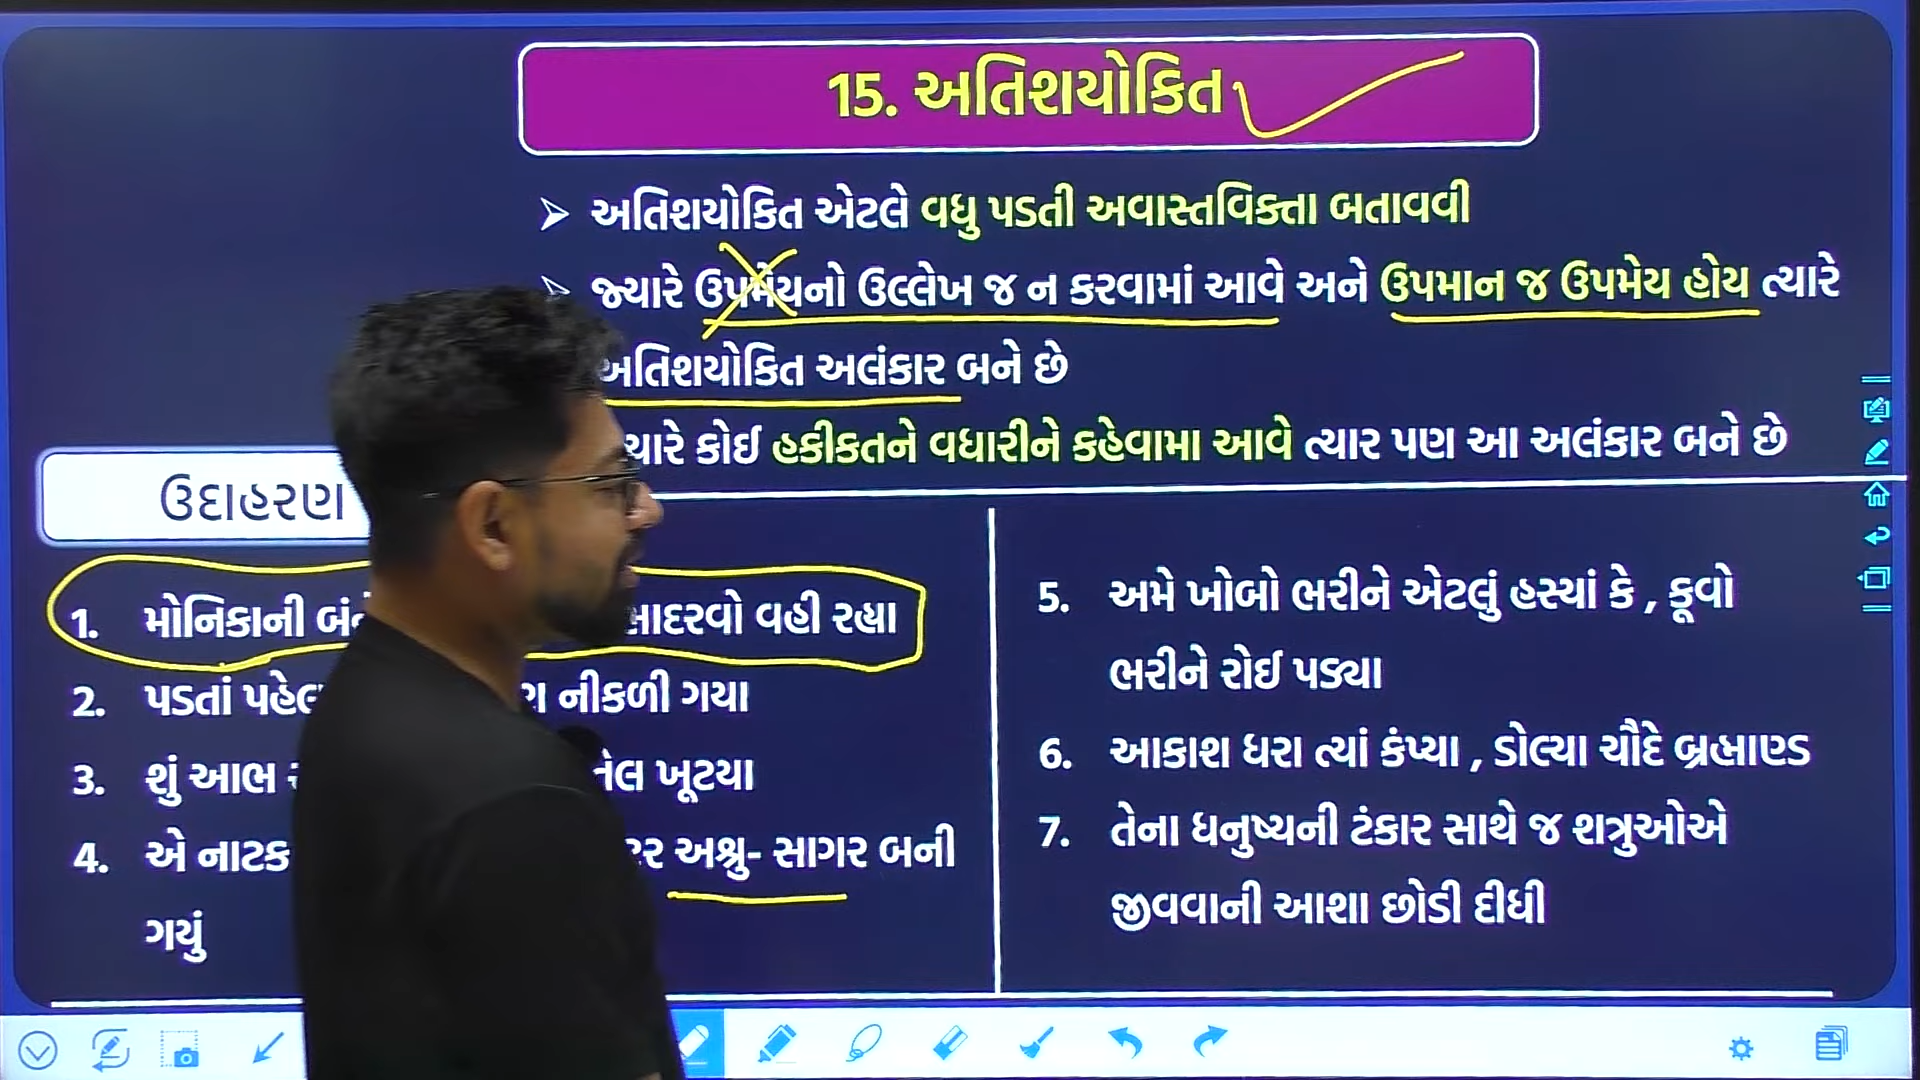 15. અતિશયોકિત
➢ અતિશયોકિત એટલે વધુ પડતી અવાસ્તવિક્તા બતાવવી
જ્યારે ઉપમેયનો ઉલ્લેખ જ ન કરવામાં આવે અને ઉપમાન જ ઉપમેય હોય ત્યારે
અતિશયોકિત અલંકાર બને છે
કોઈ હકીકતને વધારીને કહેવામા આવે ત્યાર પણ આ અલંકાર બને છે
ઉદાહરણ
1. મોનિકાની વહી રહ્યા
2. પડતાં નીકળી ગયા
3. શું આભ ખૂટયા
4. એ નાટક અશ્રુ- સાગર બની
ગયું
5. અમે ખોબો ભરીને એટલું હસ્યાં કે , કૂવો
ભરીને રોઈ પડ્યા
6. આકાશ ધરા ત્યાં કંપ્યા , ડોલ્યા ચૌદે બ્રહ્માણ્ડ
7. તેના ધનુષ્યની ટંકાર સાથે જ શત્રુઓએ
જીવવાની આશા છોડી દીધી